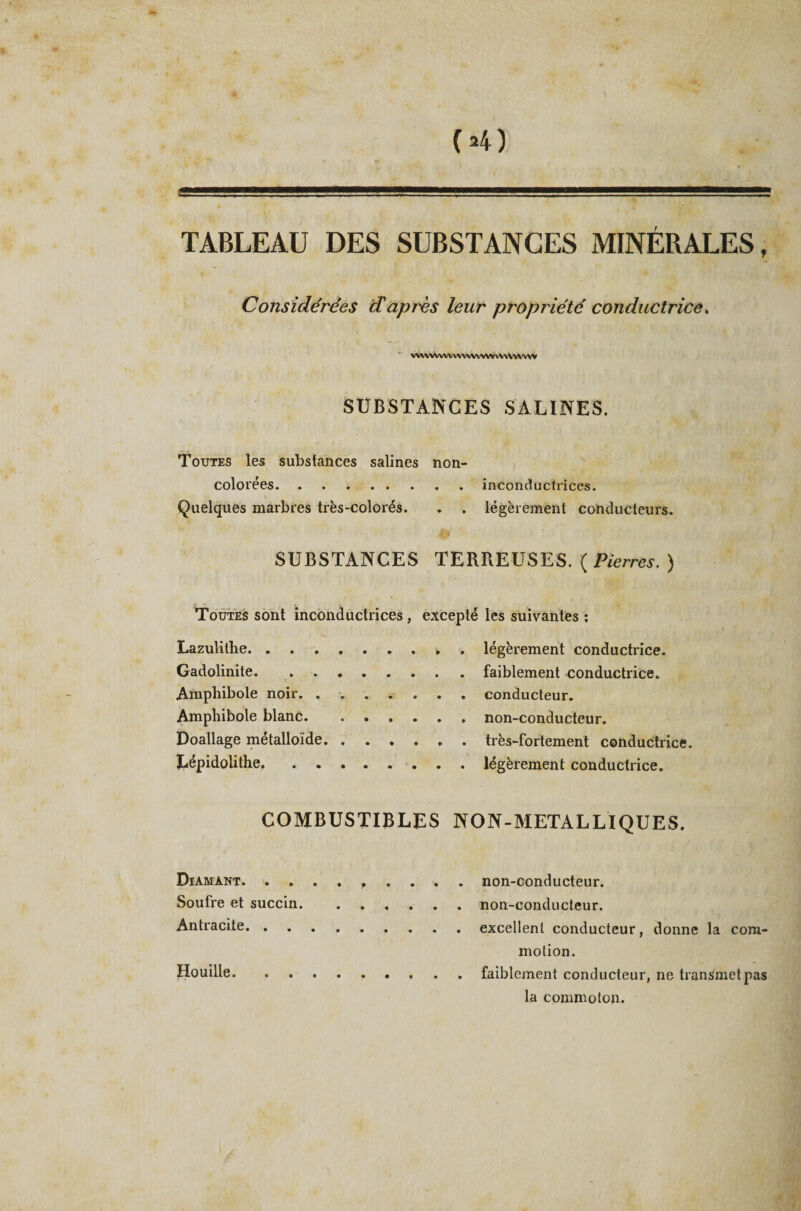 (24)
TABLEAU DES SUBSTANCES MINÉRALES,
Considérées d'après leur propriété conductrice.
SUBSTANCES SALINES.
Toutes les substances salines non-
colorées. . . . . . . . . inconductrices.
Quelques marbres très-colorés. . . légèrement conducteurs.
SUBSTANCES TERREUSES. (Pierres.)
Toutes sont inconductrices, excepté les suivantes :
Lazulithe. . . . . . . . . . légèrement conductrice.
Gadolinite. . . . . . . . . faiblement conductrice.
Amphibole noir. . . . . . . . conducteur.
Amphibole blanc. . . . . . . non-conducteur.
Doallage métalloïde. . . . . . . très-fortement conductrice.
Lépidolithe. . . . . . . . . légèrement conductrice.
COMBUSTIBLES NON-METALLIQUES.
Diamant. . . . . . . . . . non-conducteur.
Soufre et succin. . . . . . . non-conducteur.
Antracite. . . . . . . . . . excellent conducteur, donne la com-
motion.
Houille. . . . . . . . . . faiblement conducteur, ne transmet pas
la commoton.